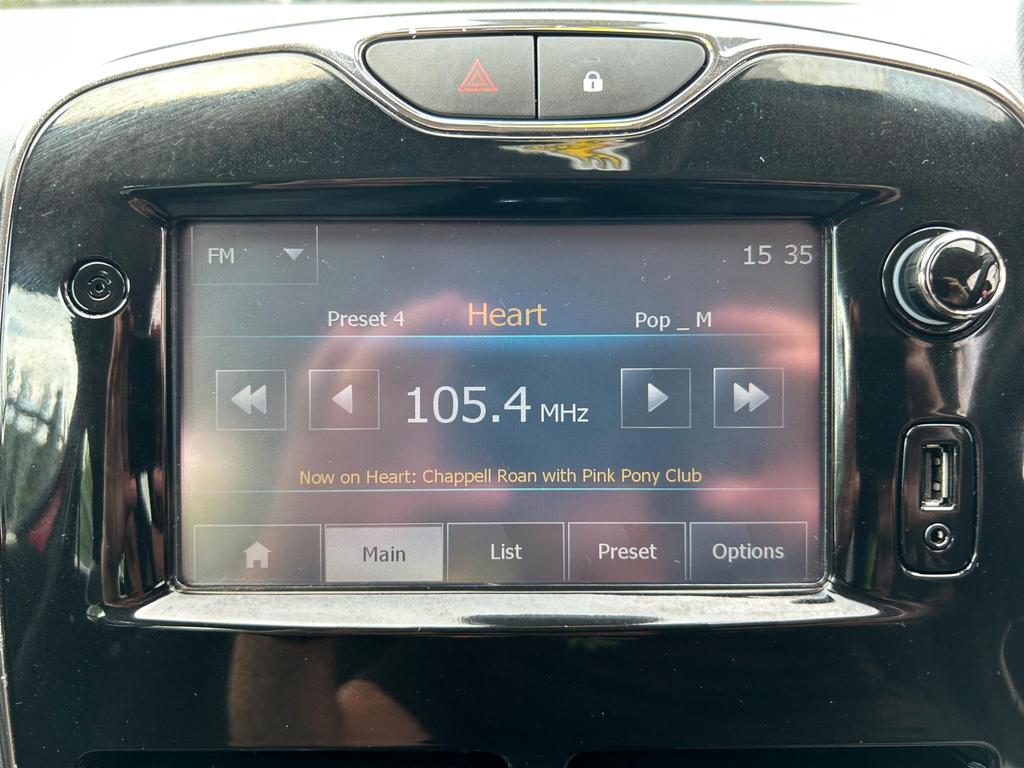 FM
15 35
Preset 4 Heart Pop _ M
105.4 MHz
Now on Heart: Chappell Roan with Pink Pony Club
Main List Preset Options